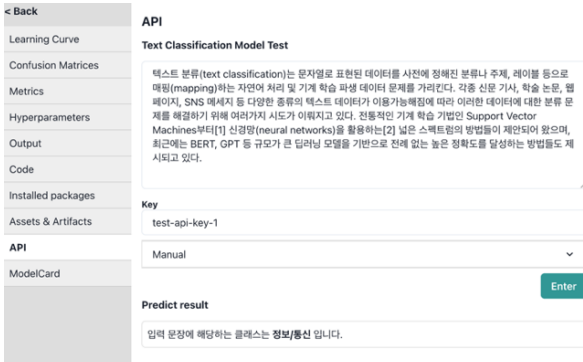 < Back
Learning Curve
Confusion Matrices
Metrics
Hyperparameters
Output
Code
Installed packages
Assets & Artifacts
API
ModelCard
API
Text Classification Model Test
텍스트 분류(text classification)는 문자열로 표현된 데이터를 사전에 정해진 분류나 주제, 레이블 등으로
매핑(mapping)하는 자연어 처리 및 기계 학습 파생 데이터 문제를 가리킨다. 각종 신문 기사, 학술 논문, 웹
페이지, SNS 메세지 등 다양한 종류의 텍스트 데이터가 이용가능해짐에 따라 이러한 데이터에 대한 분류 문
제를 해결하기 위해 여러가지 시도가 이뤄지고 있다. 전통적인 기계 학습 기법인 Support Vector
Machines부터[1] 신경망(neural networks)을 활용하는[2] 넓은 스펙트럼의 방법들이 제안되어 왔으며,
최근에는 BERT, GPT 등 규모가 큰 딥러닝 모델을 기반으로 전례 없는 높은 정확도를 달성하는 방법들도 제
시되고 있다.
Key
test-api-key-1
Manual
Enter
Predict result
입력 문장에 해당하는 클래스는 정보/통신 입니다.